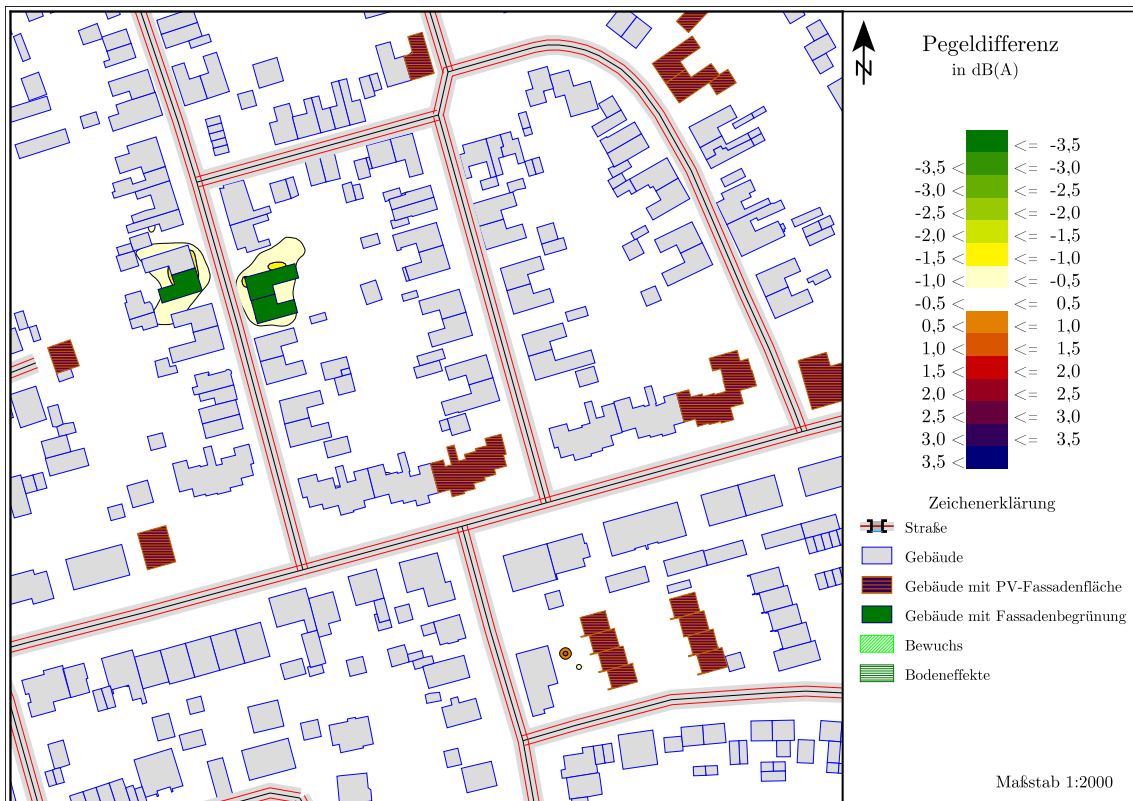 N
Pegeldifferenz
in dB(A)
<= -3,5
-3,5 < <= -3,0
-3,0 < <= -2,5
-2,5 < <= -2,0
-2,0 < <= -1,5
-1,5 < <= -1,0
-1,0 < <= -0,5
-0,5 < <= 0,5
0,5 < <= 1,0
1,0 < <= 1,5
1,5 < <= 2,0
2,0 < <= 2,5
2,5 < <= 3,0
3,0 < <= 3,5
3,5 <
Zeichenerklärung
Straße
Gebäude
Gebäude mit PV-Fassadenfläche
Gebäude mit Fassadenbegrünung
Bewuchs
Bodeneffekte
Maßstab 1:2000